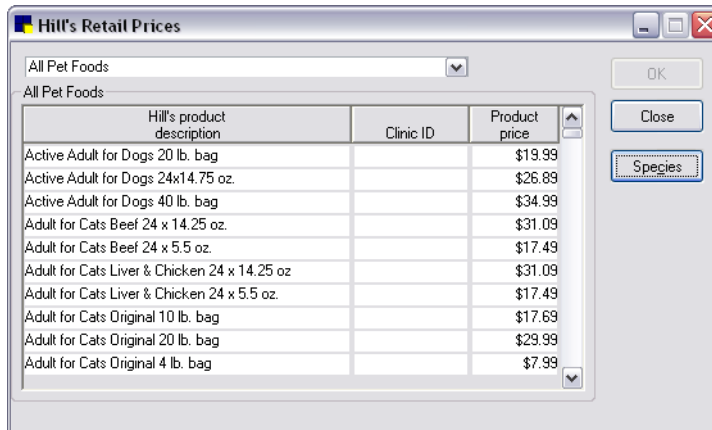 Hill's Retail Prices
All Pet Foods
OK
All Pet Foods
Close
Hill's product description Clinic ID Product price
Species
Active Adult for Dogs 20 lb. bag $19.99
Active Adult for Dogs 24x14.75 oz. $26.89
Active Adult for Dogs 40 lb. bag $34.99
Adult for Cats Beef 24 x 14.25 oz. $31.09
Adult for Cats Beef 24 x 5.5 oz. $17.49
Adult for Cats Liver & Chicken 24 x 14.25 oz $31.09
Adult for Cats Liver & Chicken 24 x 5.5 oz. $17.49
Adult for Cats Original 10 lb. bag $17.69
Adult for Cats Original 20 lb. bag $29.99
Adult for Cats Original 4 lb. bag $7.99